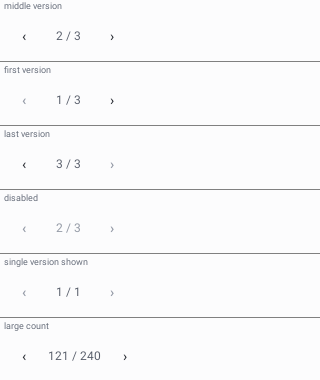 middle version
‹ 2 / 3 ›
first version
‹ 1 / 3 ›
last version
‹ 3 / 3 ›
disabled
‹ 2 / 3 ›
single version shown
‹ 1 / 1 ›
large count
‹ 121 / 240 ›